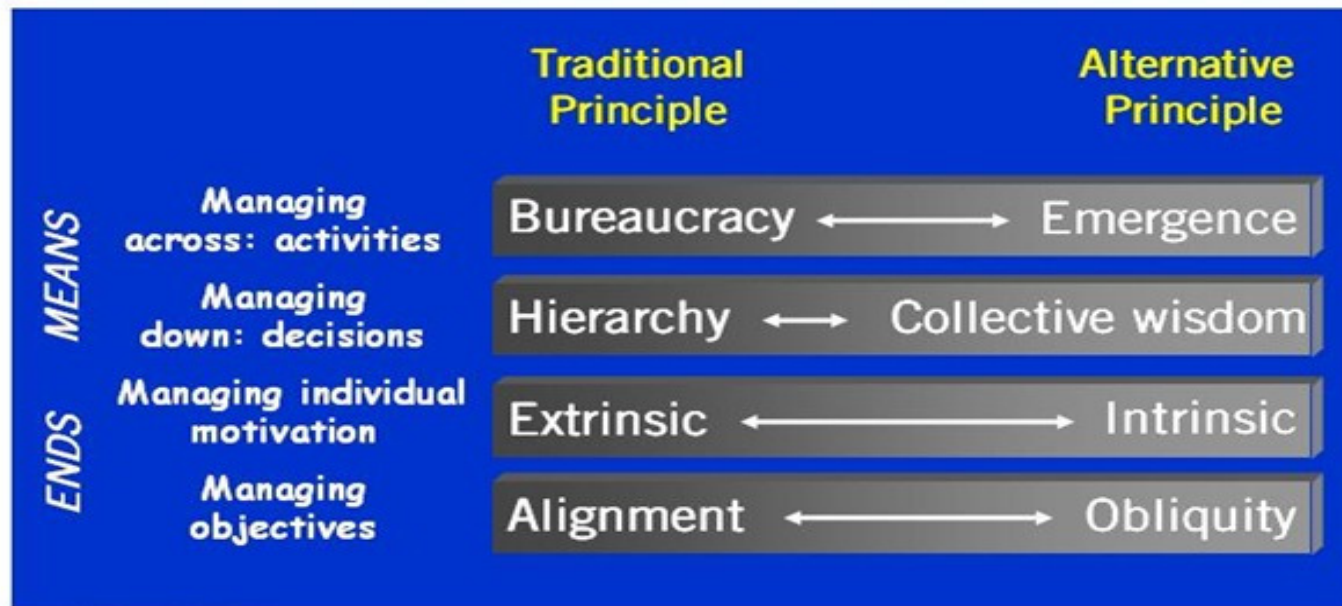 Traditional
Principle
Alternative
Principle
MEANS
Managing
across: activities
Bureaucracy
Emergence
Managing
down: decisions
Hierarchy
Collective wisdom
ENDS
Managing individual
motivation
Extrinsic
Intrinsic
Managing
objectives
Alignment
Obliquity